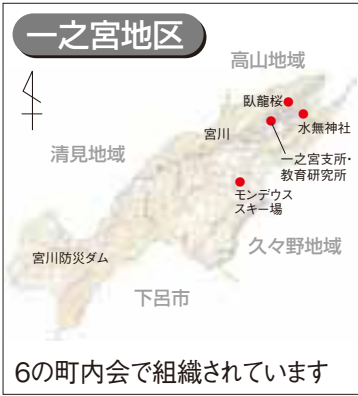 一之宮地区
高山地域
臥龍桜
宮川
水無神社
清見地域
一之宮支所・
教育研究所
モンデウス
スキー場
久々野地域
宮川防災ダム
下呂市
6の町内会で組織されています